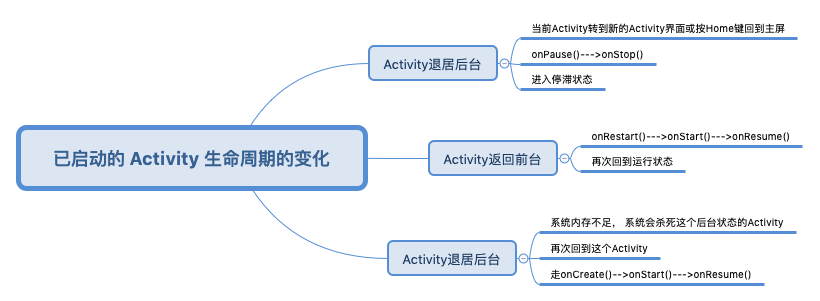 已启动的 Activity 生命周期的变化
Activity退居后台
当前Activity转到新的Activity界面或按Home键回到主屏
onPause()--->onStop()
进入停滞状态
Activity返回前台
onRestart()--->onStart()--->onResume()
再次回到运行状态
Activity退居后台
系统内存不足， 系统会杀死这个后台状态的Activity
再次回到这个Activity
走onCreate()-->onStart()--->onResume()